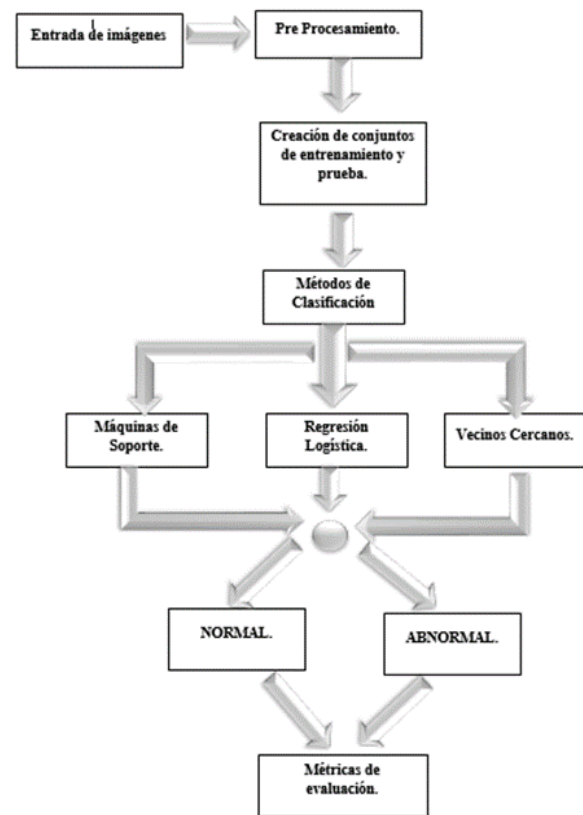 Entrada de imágenes
Pre Procesamiento.
Creación de conjuntos
de entrenamiento y
prueba.
Métodos de
Clasificación
Máquinas de
Soporte.
Regresión
Logística.
Vecinos Cercanos.
NORMAL.
ABNORMAL.
Métricas de
evaluación.